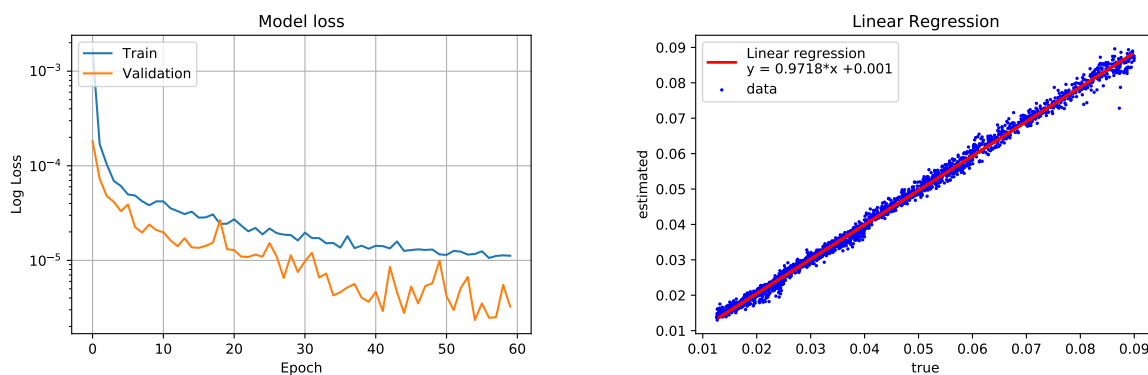 Model loss
Train
Validation
10⁻³
10⁻⁴
10⁻⁵
Log Loss
0 10 20 30 40 50 60
Epoch
Linear Regression
Linear regression
y = 0.9718*x +0.001
data
0.09
0.08
0.07
0.06
0.05
0.04
0.03
0.02
0.01
estimated
0.01 0.02 0.03 0.04 0.05 0.06 0.07 0.08 0.09
true